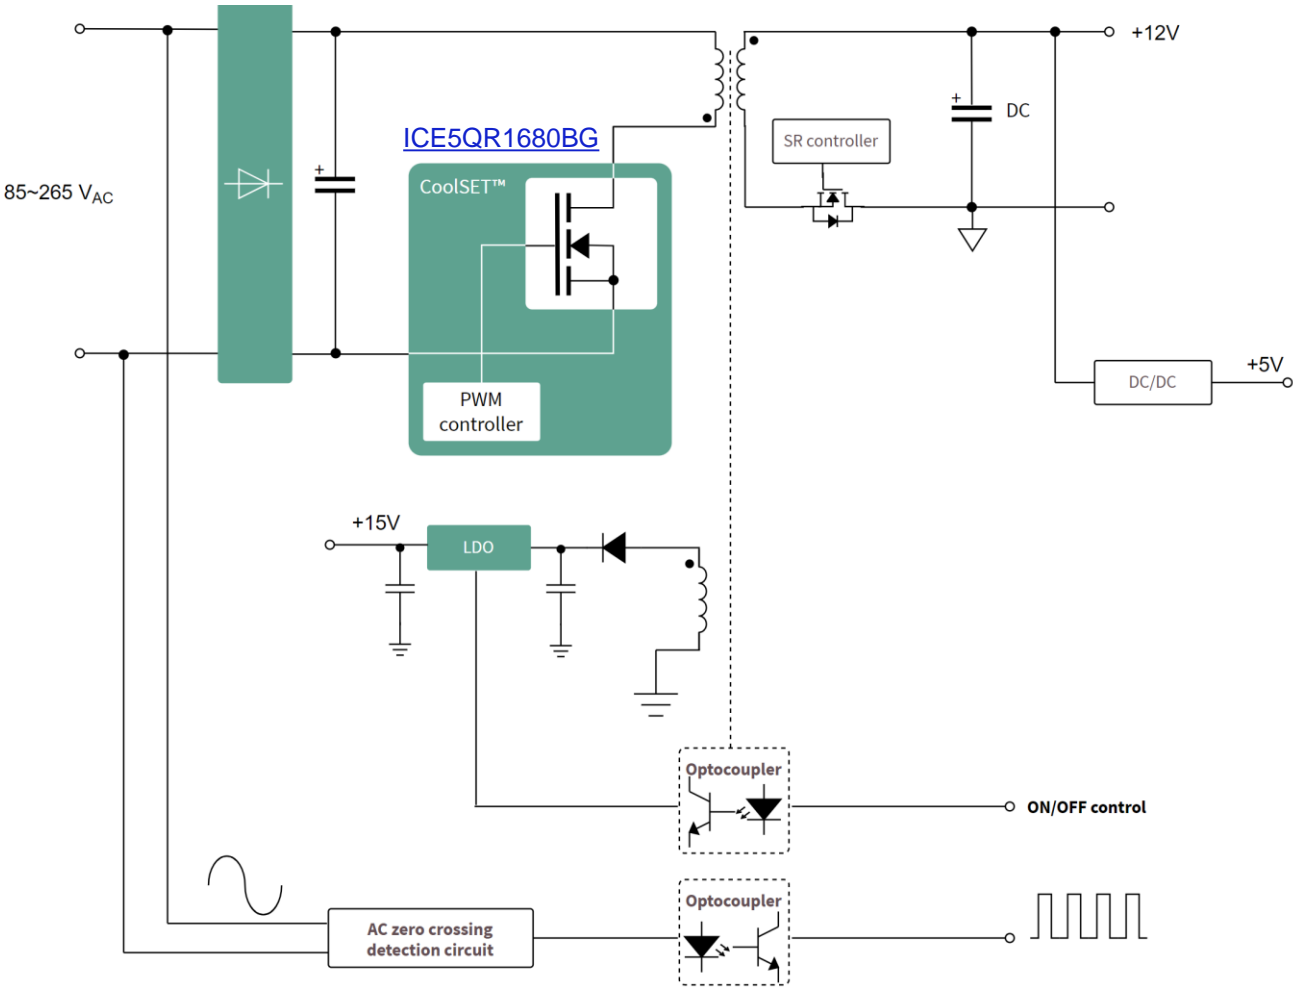 +12V
+
DC
ICE5QR1680BG
SR controller
+
CoolSET™
85~265 VAC
+5V
DC/DC
PWM
controller
+15V
LDO
Optocoupler
ON/OFF control
Optocoupler
AC zero crossing
detection circuit